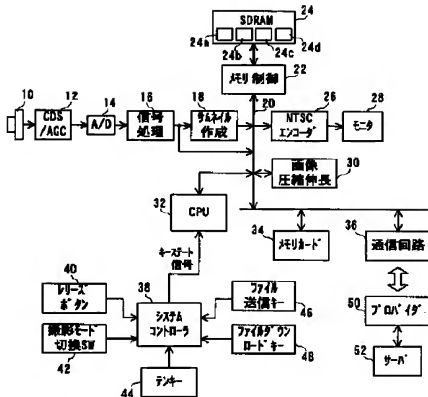 SDRAM
24
24a
24b
24c
24d
メモリ制御
22
10
12
CDS
/AGC
14
A/D
16
信号
処理
18
サムネイル
作成
20
26
NTSC
エンコーダ
28
モニタ
画像
圧縮伸長
30
CPU
32
キーステート
信号
34
メモリカード
36
通信回路
40
レリーズ
ボタン
38
システム
コントローラ
ファイル
送信キー
46
撮影モード
切換SW
42
ファイルダウン
ロードキー
48
テンキー
44
50
プロバイダ
52
サーバ